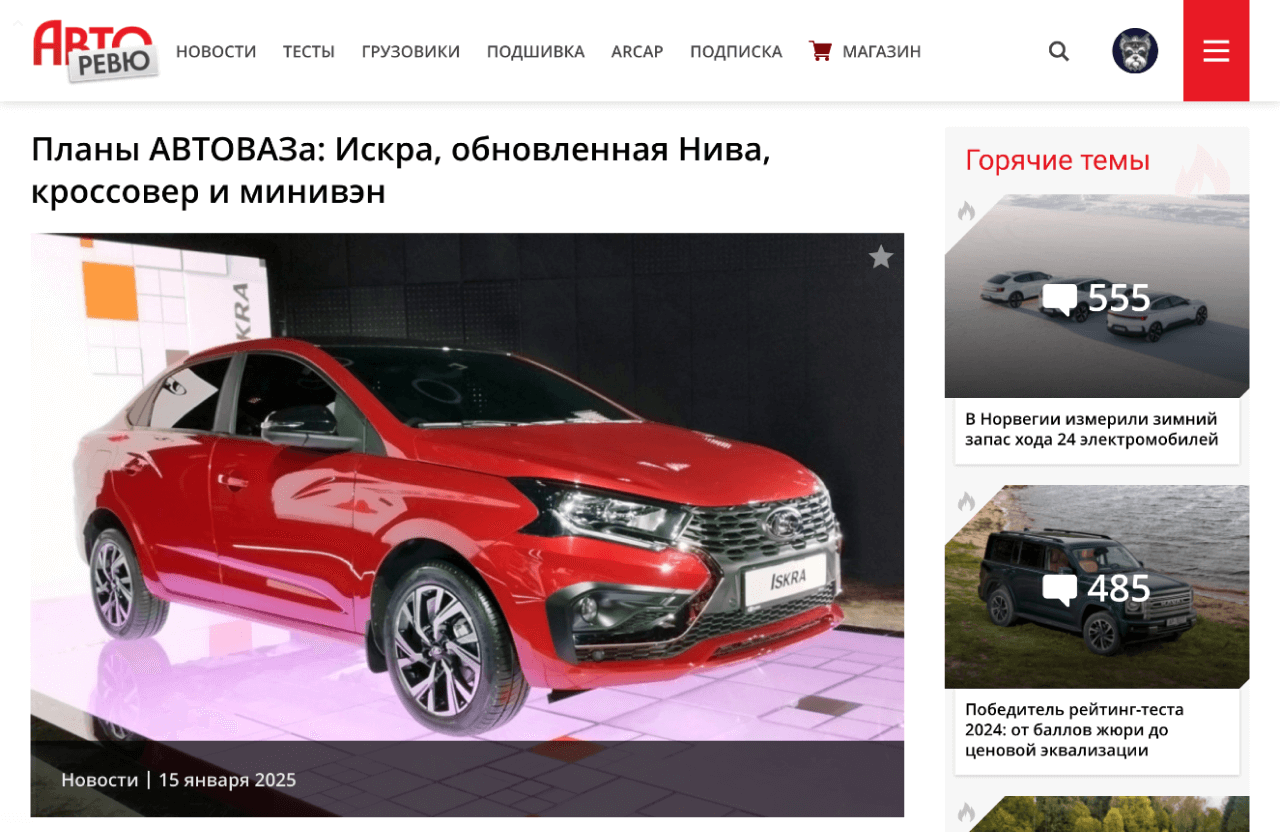 АВТО
РЕВЮ
НОВОСТИ
ТЕСТЫ
ГРУЗОВИКИ
ПОДШИВКА
ARCAP
ПОДПИСКА
МАГАЗИН
Планы АВТОВАЗа: Искра, обновленная Нива,
кроссовер и минивэн
KRA
ISKRA
Новости | 15 января 2025
Горячие темы
555
В Норвегии измерили зимний
запас хода 24 электромобилей
485
Победитель рейтинг-теста
2024: от баллов жюри до
ценовой эквализации